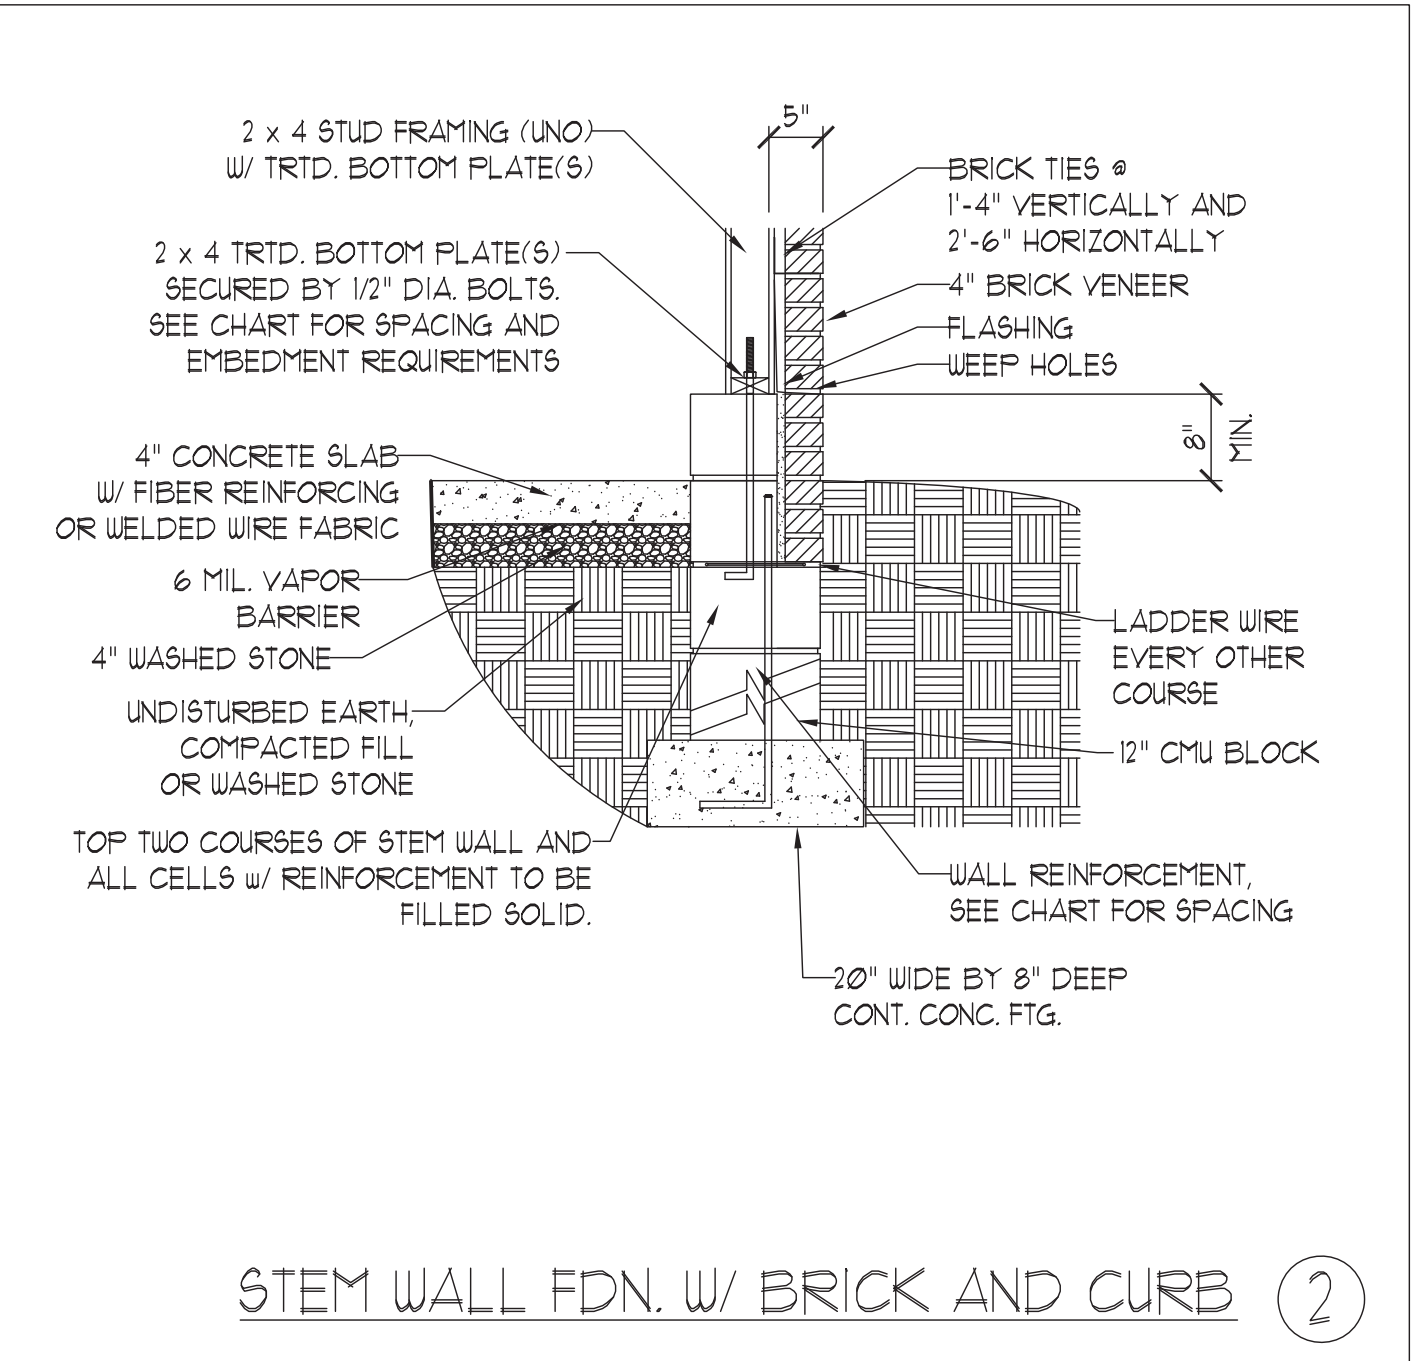 5"
2 x 4 STUD FRAMING (UNO)
W/ TRTD. BOTTOM PLATE(S)
BRICK TIES @
1'-4" VERTICALLY AND
2'-6" HORIZONTALLY
2 x 4 TRTD. BOTTOM PLATE(S)
SECURED BY 1/2" DIA. BOLTS.
SEE CHART FOR SPACING AND
EMBEDMENT REQUIREMENTS
4" BRICK VENEER
FLASHING
WEEP HOLES
8"
MIN.
4" CONCRETE SLAB
W/ FIBER REINFORCING
OR WELDED WIRE FABRIC
6 MIL. VAPOR
BARRIER
4" WASHED STONE
LADDER WIRE
EVERY OTHER
COURSE
UNDISTURBED EARTH,
COMPACTED FILL
OR WASHED STONE
12" CMU BLOCK
TOP TWO COURSES OF STEM WALL AND
ALL CELLS w/ REINFORCEMENT TO BE
FILLED SOLID.
WALL REINFORCEMENT,
SEE CHART FOR SPACING
20" WIDE BY 8" DEEP
CONT. CONC. FTG.
STEM WALL FDN. W/ BRICK AND CURB
2